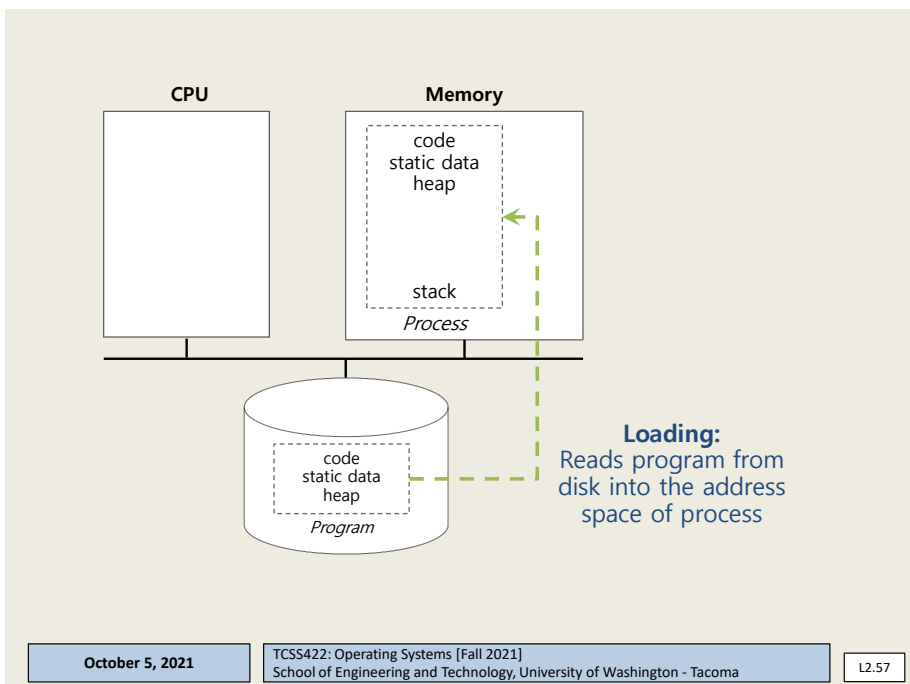 CPU
Memory
code
static data
heap
stack
Process
code
static data
heap
Program
Loading:
Reads program from
disk into the address
space of process
October 5, 2021
TCSS422: Operating Systems [Fall 2021]
School of Engineering and Technology, University of Washington - Tacoma
L2.57